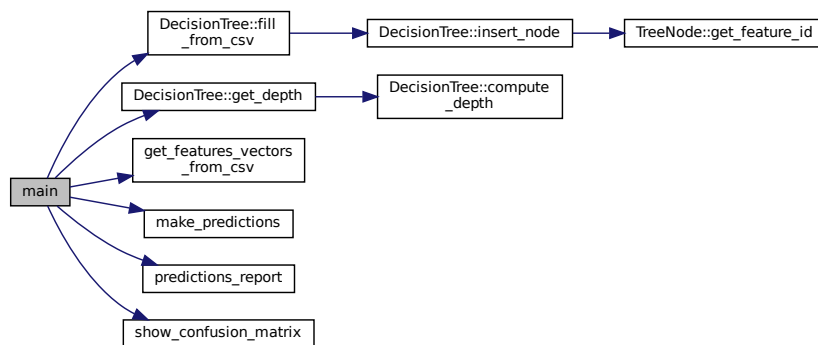 main
DecisionTree::fill
_from_csv
DecisionTree::insert_node
TreeNode::get_feature_id
DecisionTree::get_depth
DecisionTree::compute
_depth
get_features_vectors
_from_csv
make_predictions
predictions_report
show_confusion_matrix